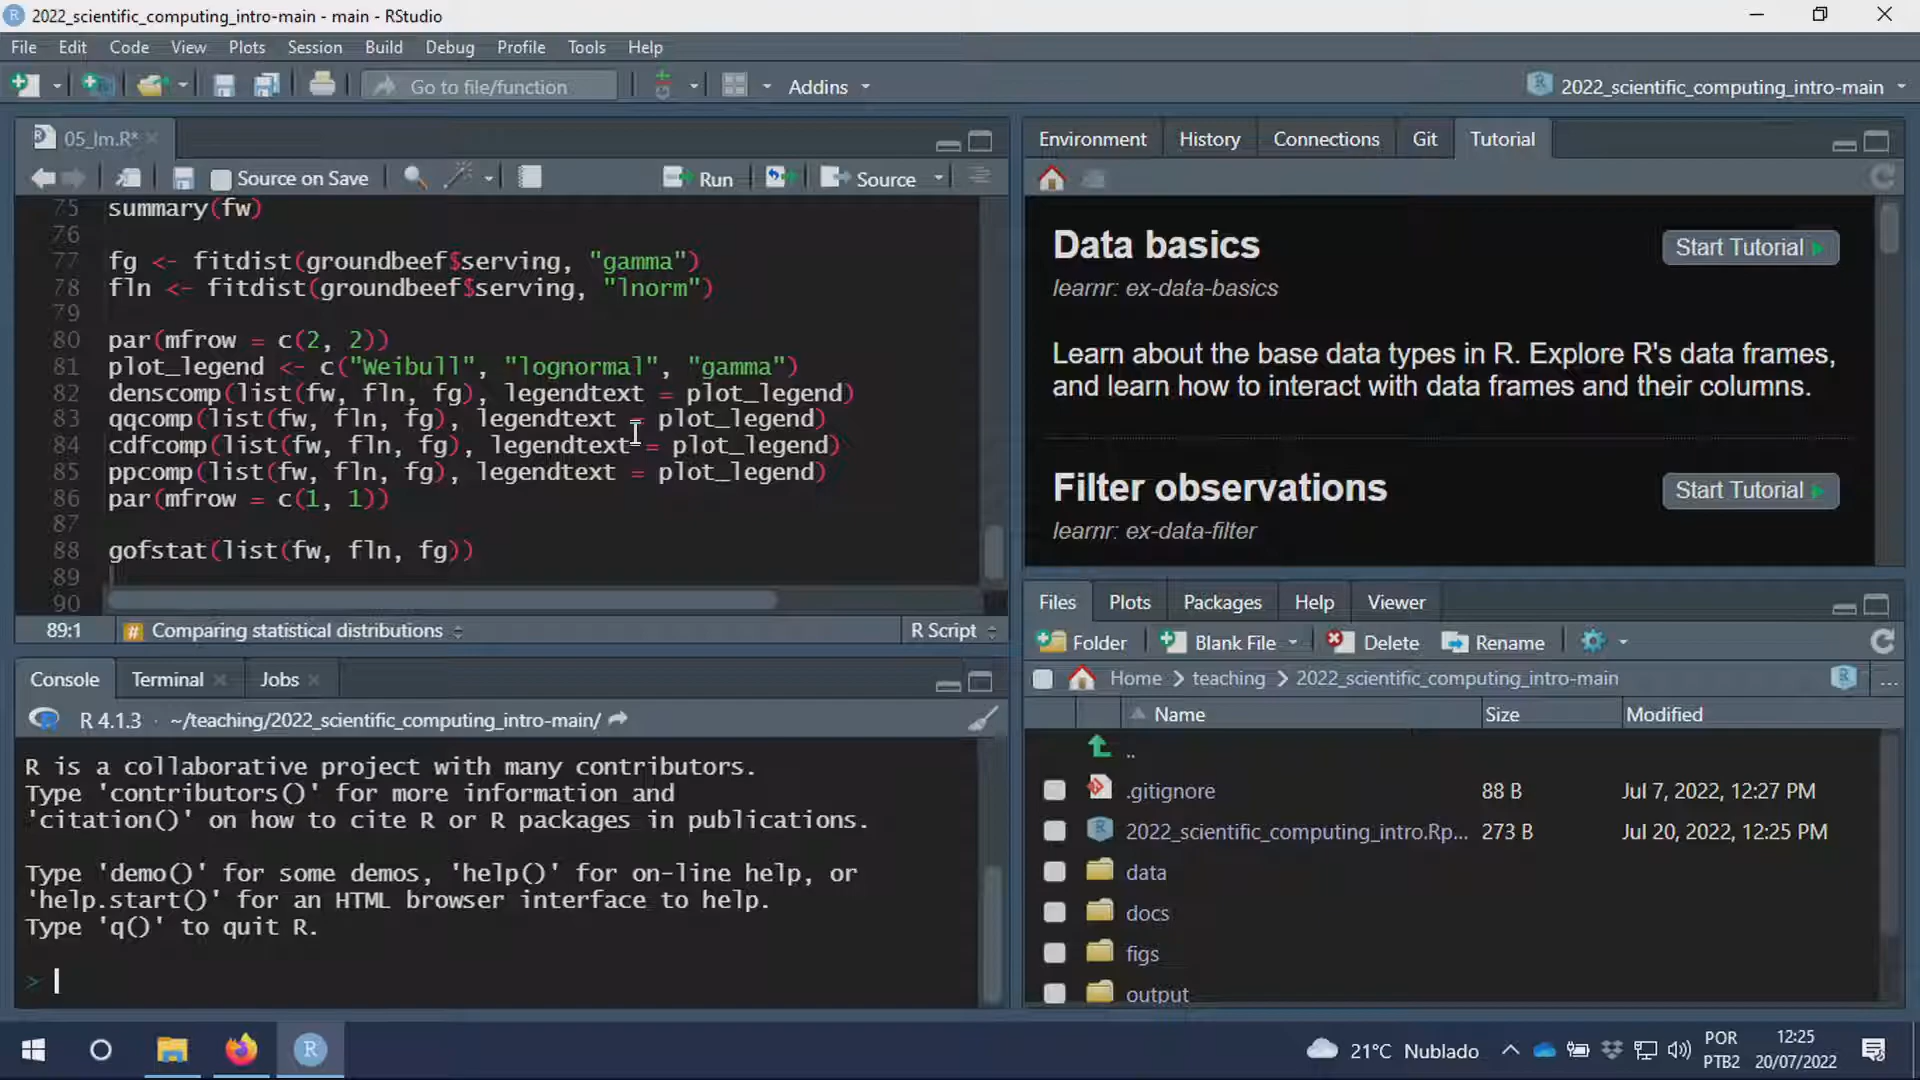 2022_scientific_computing_intro-main - main - RStudio
File Edit Code View Plots Session Build Debug Profile Tools Help
Go to file/function Addins 2022_scientific_computing_intro-main
05_lm.R*
Source on Save Run Source
75 summary(fw)
76
77 fg <- fitdist(groundbeef$serving, "gamma")
78 fln <- fitdist(groundbeef$serving, "lnorm")
79
80 par(mfrow = c(2, 2))
81 plot_legend <- c("Weibull", "lognormal", "gamma")
82 denscomp(list(fw, fln, fg), legendtext = plot_legend)
83 qqcomp(list(fw, fln, fg), legendtext = plot_legend)
84 cdfcomp(list(fw, fln, fg), legendtext = plot_legend)
85 ppcomp(list(fw, fln, fg), legendtext = plot_legend)
86 par(mfrow = c(1, 1))
87
88 gofstat(list(fw, fln, fg))
89
90
89:1 # Comparing statistical distributions R Script
Console Terminal Jobs
R 4.1.3 · ~/teaching/2022_scientific_computing_intro-main/
R is a collaborative project with many contributors.
Type 'contributors()' for more information and
'citation()' on how to cite R or R packages in publications.
Type 'demo()' for some demos, 'help()' for on-line help, or
'help.start()' for an HTML browser interface to help.
Type 'q()' to quit R.
>
Environment History Connections Git Tutorial
Data basics Start Tutorial
learnr: ex-data-basics
Learn about the base data types in R. Explore R's data frames,
and learn how to interact with data frames and their columns.
Filter observations Start Tutorial
learnr: ex-data-filter
Files Plots Packages Help Viewer
Folder Blank File Delete Rename
Home > teaching > 2022_scientific_computing_intro-main ...
Name Size Modified
..
.gitignore 88 B Jul 7, 2022, 12:27 PM
2022_scientific_computing_intro.Rp... 273 B Jul 20, 2022, 12:25 PM
data
docs
figs
output
21°C Nublado POR PTB2 12:25 20/07/2022